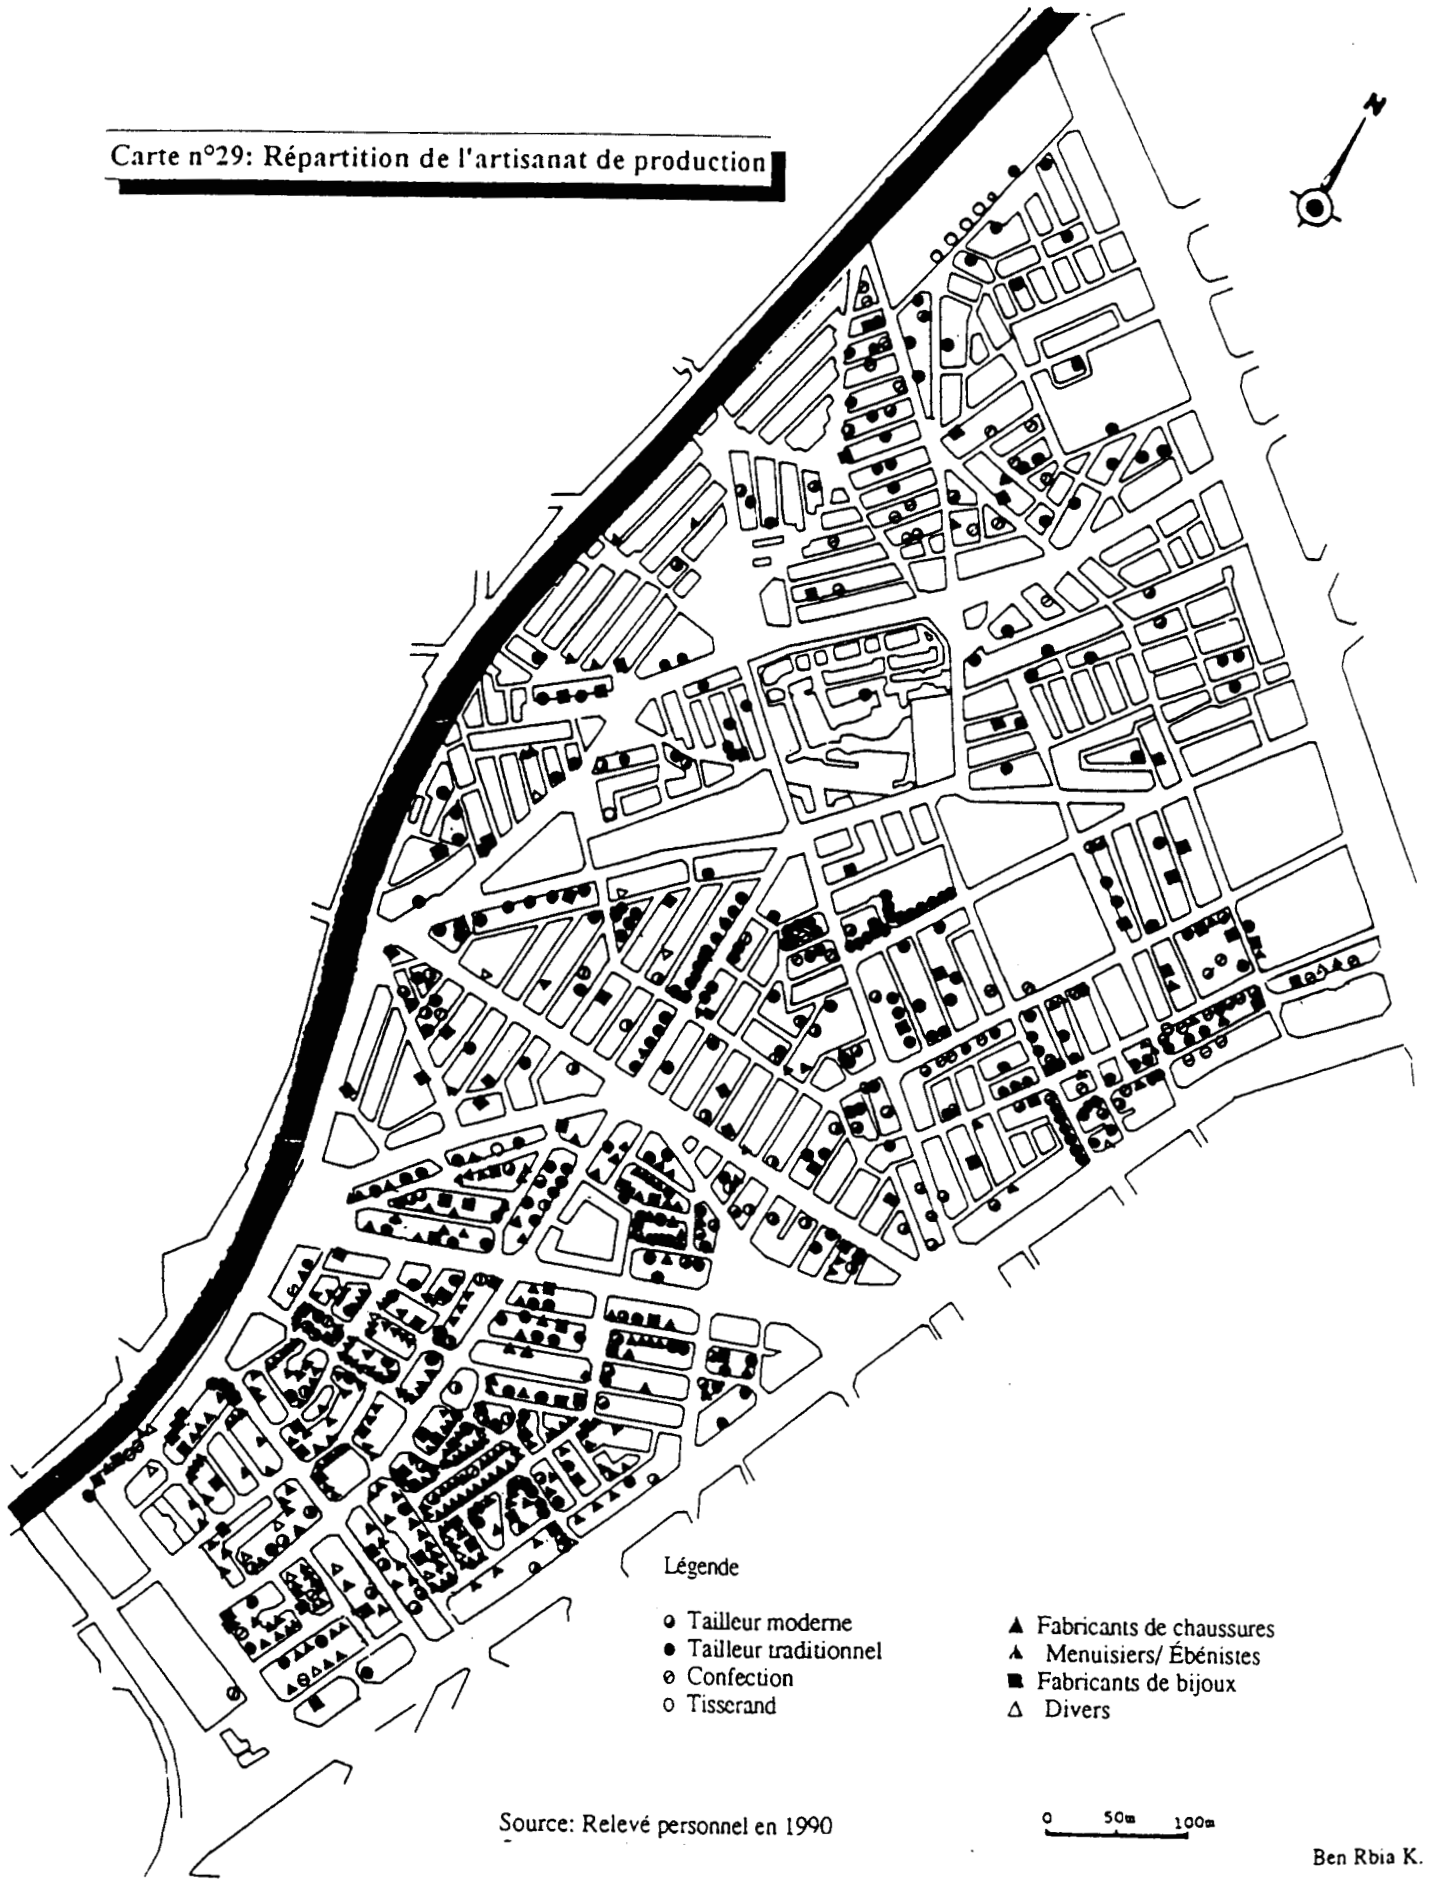 Carte n°29: Répartition de l'artisanat de production
N
Légende
Tailleur moderne
Tailleur traditionnel
Confection
Tisserand
Fabricants de chaussures
Menuisiers/ Ébénistes
Fabricants de bijoux
Divers
Source: Relevé personnel en 1990
0 50m 100m
Ben Rbia K.